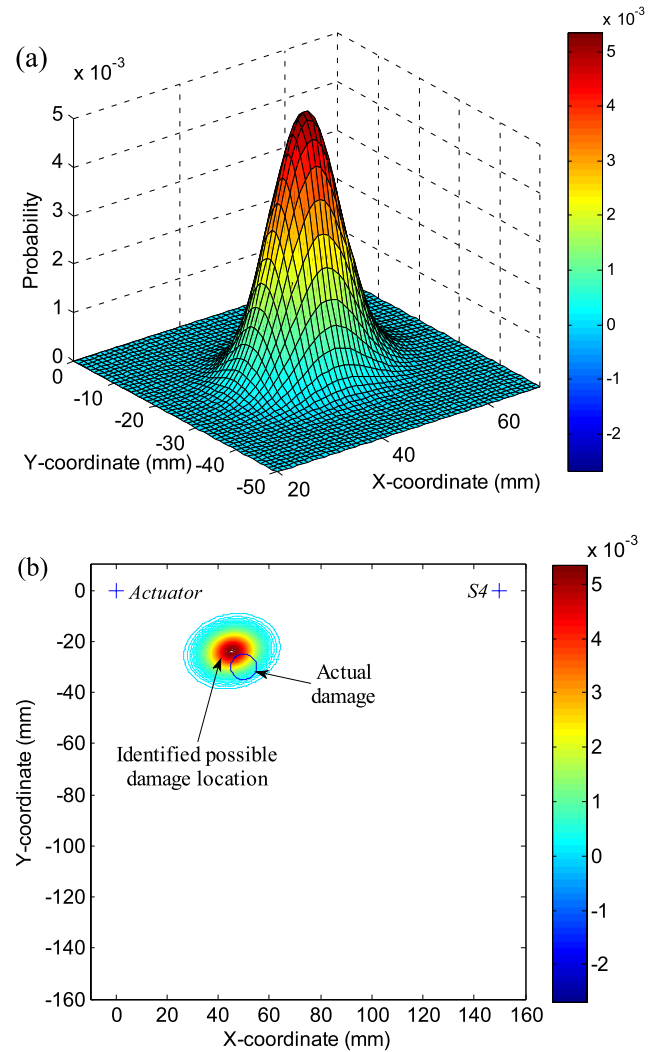 (a)
x 10⁻³
5
4
3
2
1
0
Probability
0
-10
-20
-30
-40
-50
Y-coordinate (mm)
20
40
60
X-coordinate (mm)
x 10⁻³
5
4
3
2
1
0
-1
-2
(b)
0
-20
-40
-60
-80
-100
-120
-140
-160
Y-coordinate (mm)
Actuator
S4
Actual
damage
Identified possible
damage location
0 20 40 60 80 100 120 140 160
X-coordinate (mm)
x 10⁻³
5
4
3
2
1
0
-1
-2